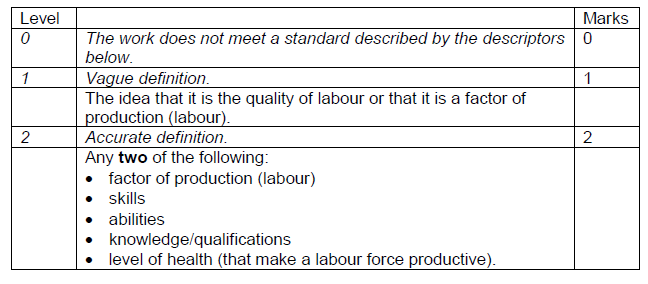 Level Marks
0 The work does not meet a standard described by the descriptors 0
below.
1 Vague definition. 1
The idea that it is the quality of labour or that it is a factor of
production (labour).
2 Accurate definition. 2
Any two of the following:
• factor of production (labour)
• skills
• abilities
• knowledge/qualifications
• level of health (that make a labour force productive).